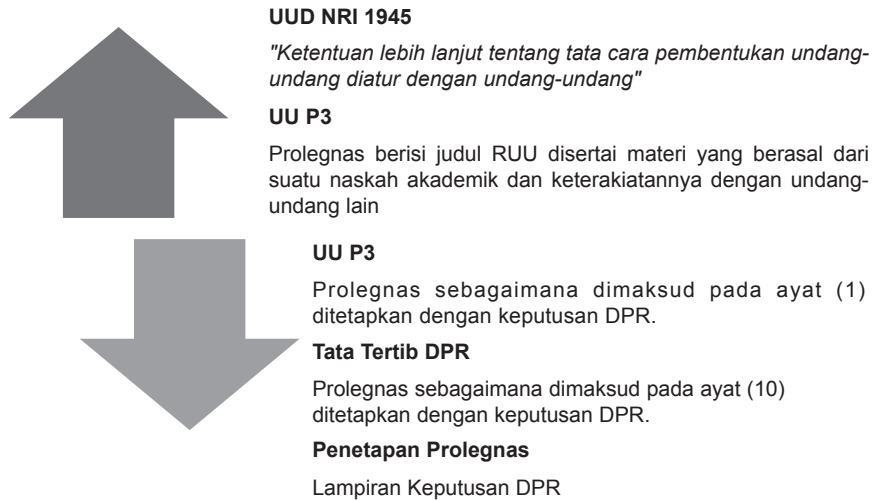 UUD NRI 1945
"Ketentuan lebih lanjut tentang tata cara pembentukan undang-
undang diatur dengan undang-undang"
UU P3
Prolegnas berisi judul RUU disertai materi yang berasal dari
suatu naskah akademik dan keterakiatannya dengan undang-
undang lain
UU P3
Prolegnas sebagaimana dimaksud pada ayat (1)
ditetapkan dengan keputusan DPR.
Tata Tertib DPR
Prolegnas sebagaimana dimaksud pada ayat (10)
ditetapkan dengan keputusan DPR.
Penetapan Prolegnas
Lampiran Keputusan DPR